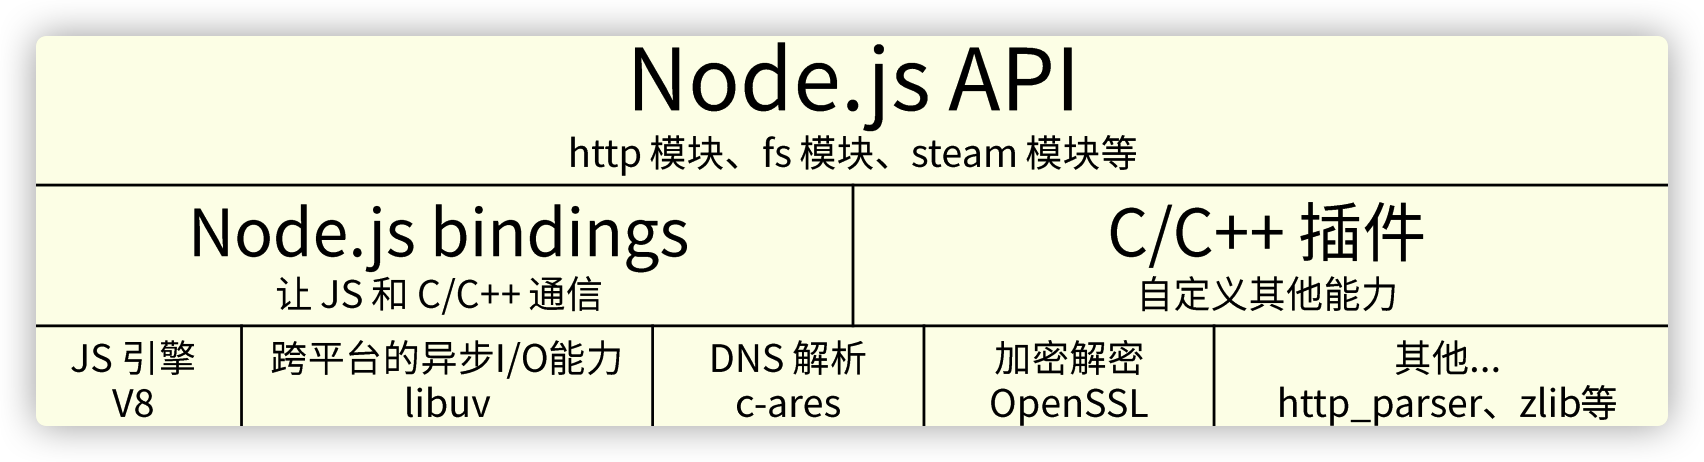 Node.js API
http 模块、fs 模块、steam 模块等
Node.js bindings
让 JS 和 C/C++ 通信
C/C++ 插件
自定义其他能力
JS 引擎
V8
跨平台的异步I/O能力
libuv
DNS 解析
c-ares
加密解密
OpenSSL
其他...
http_parser、zlib等